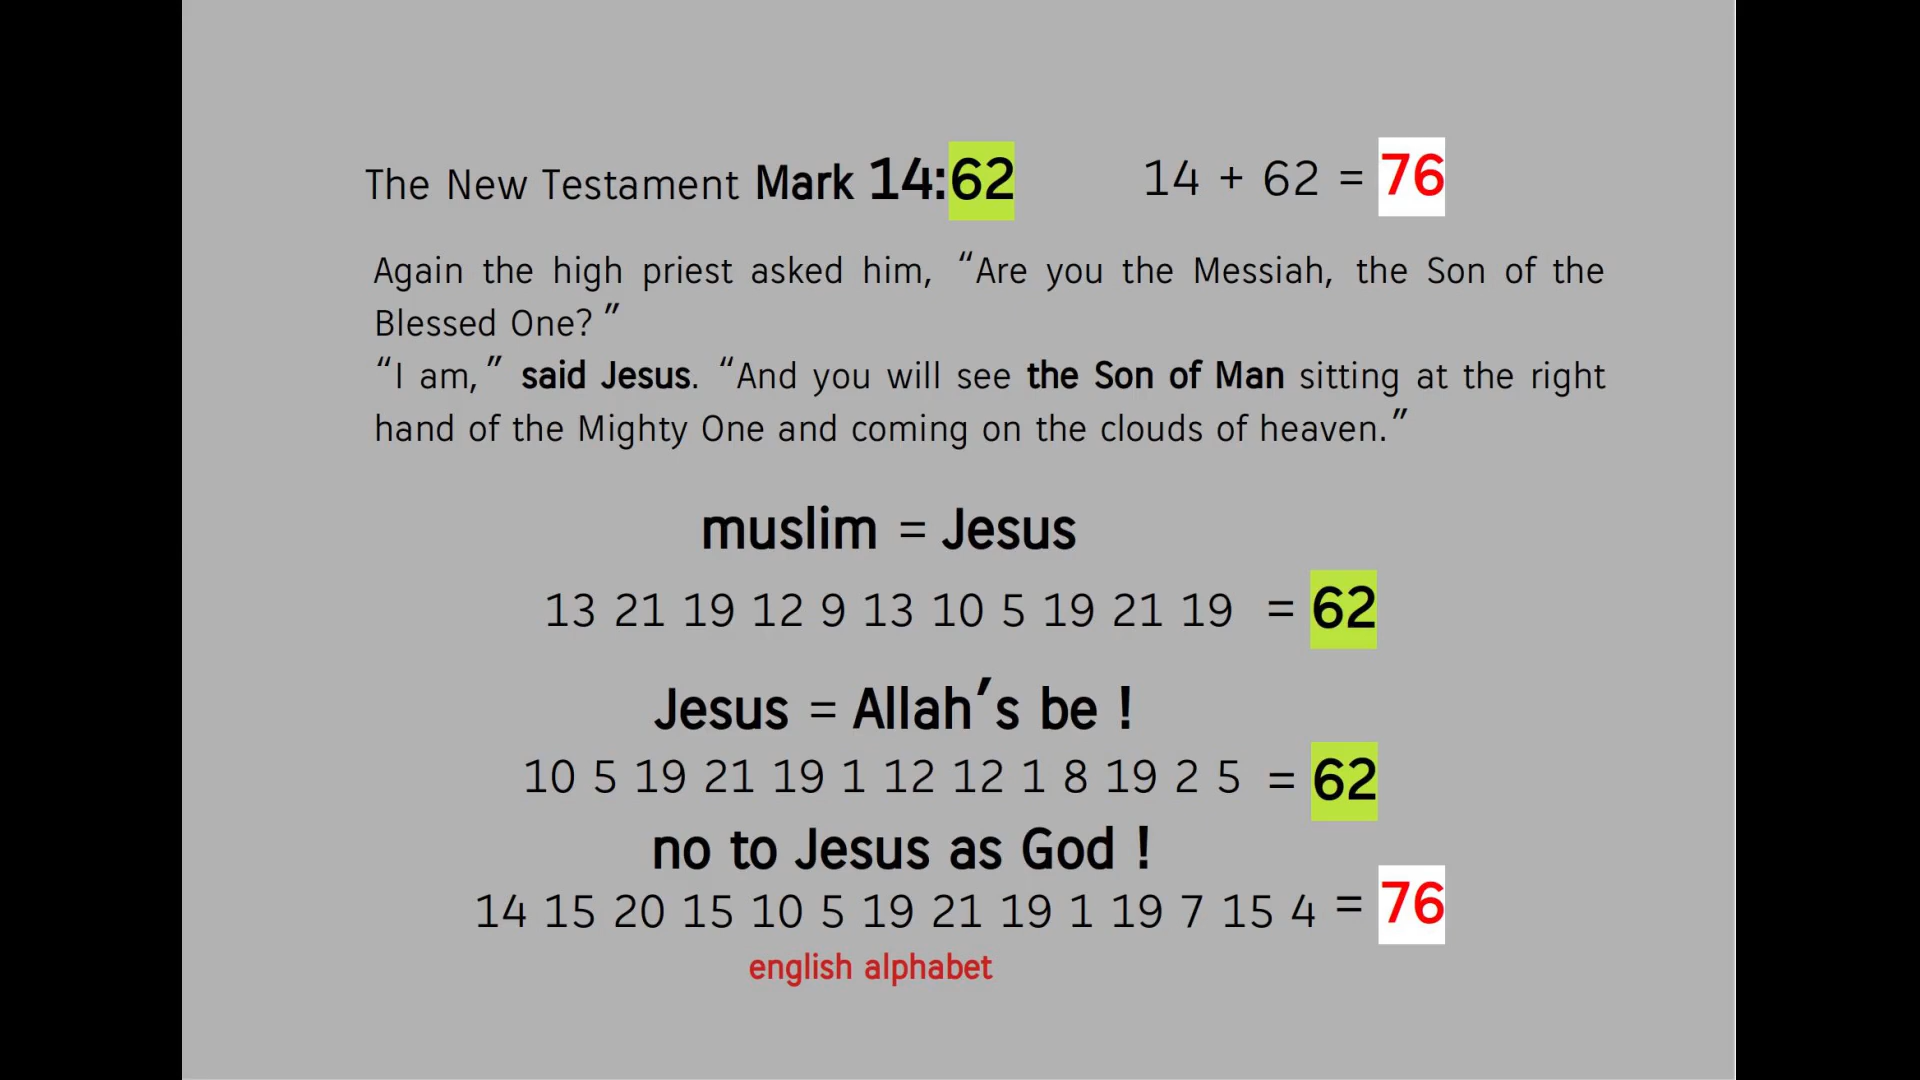 The New Testament Mark 14:62 14 + 62 = 76
Again the high priest asked him, “Are you the Messiah, the Son of the
Blessed One? ”
“I am, ” said Jesus. “And you will see the Son of Man sitting at the right
hand of the Mighty One and coming on the clouds of heaven. ”
muslim = Jesus
13 21 19 12 9 13 10 5 19 21 19 = 62
Jesus = Allah’s be !
10 5 19 21 19 1 12 12 1 8 19 2 5 = 62
no to Jesus as God !
14 15 20 15 10 5 19 21 19 1 19 7 15 4 = 76
english alphabet